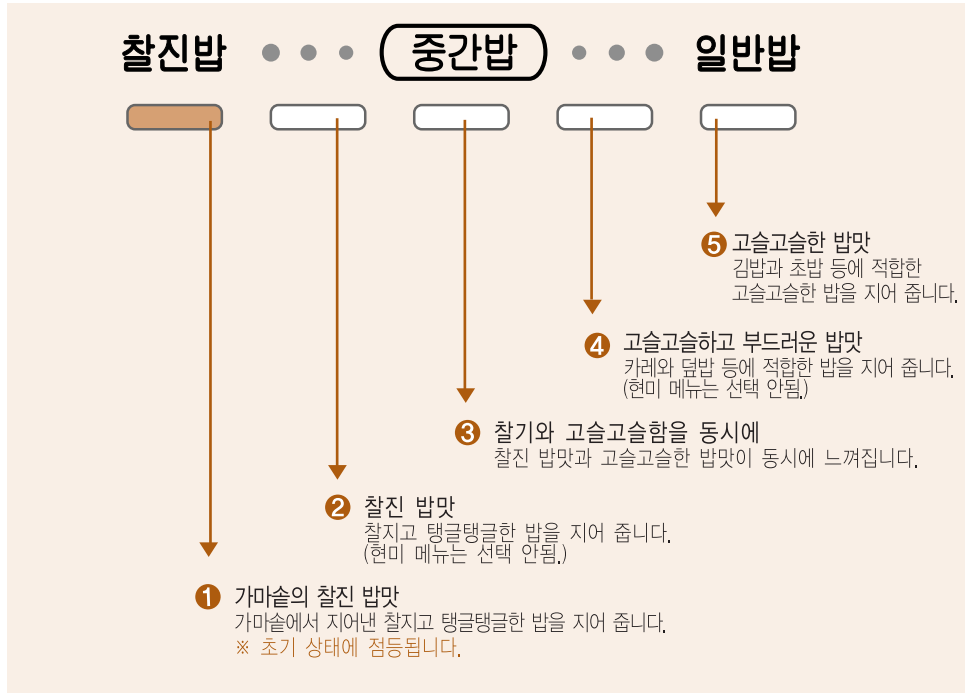 찰진밥 중간밥 일반밥
❺ 고슬고슬한 밥맛
김밥과 초밥 등에 적합한
고슬고슬한 밥을 지어 줍니다.
❹ 고슬고슬하고 부드러운 밥맛
카레와 덮밥 등에 적합한 밥을 지어 줍니다.
(현미 메뉴는 선택 안됨.)
❸ 찰기와 고슬고슬함을 동시에
찰진 밥맛과 고슬고슬한 밥맛이 동시에 느껴집니다.
❷ 찰진 밥맛
찰지고 탱글탱글한 밥을 지어 줍니다.
(현미 메뉴는 선택 안됨.)
❶ 가마솥의 찰진 밥맛
가마솥에서 지어낸 찰지고 탱글탱글한 밥을 지어 줍니다.
※ 초기 상태에 점등됩니다.